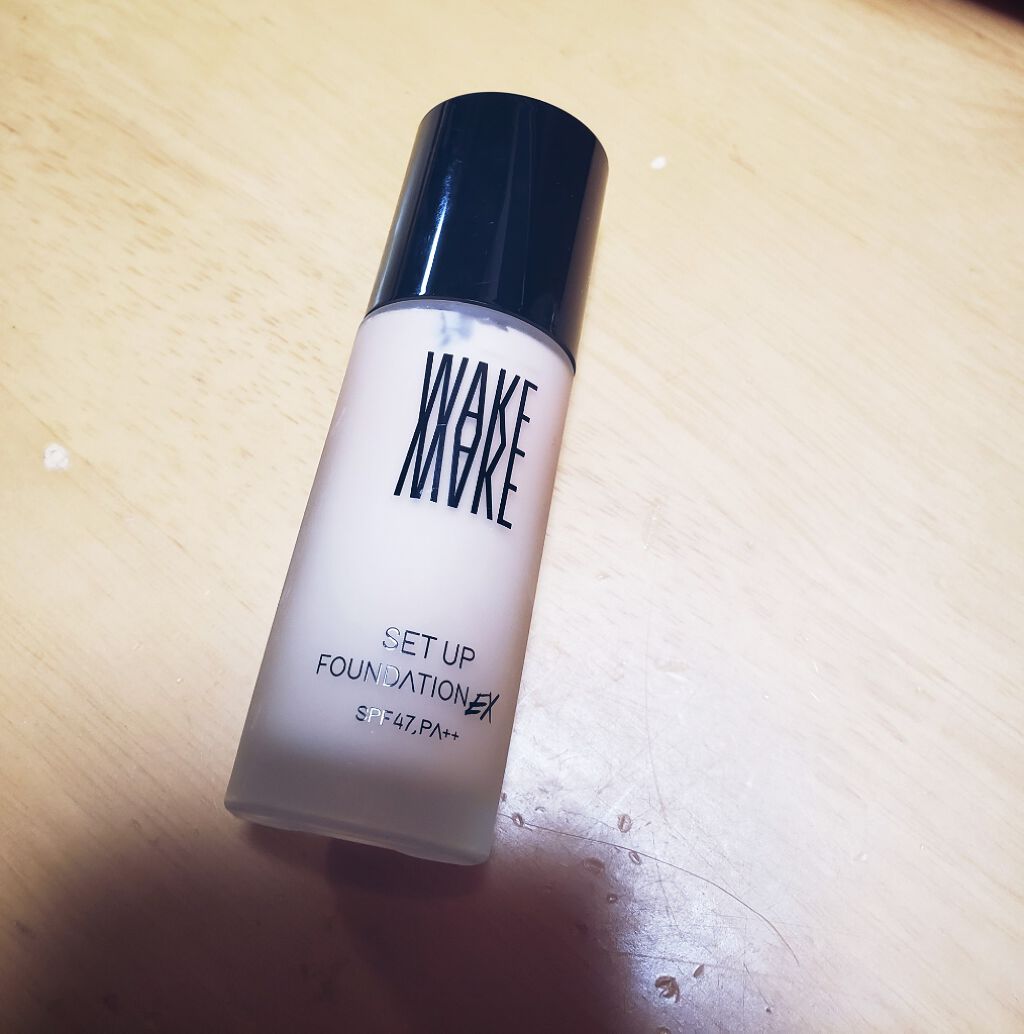 WAKE
MAKE
SET UP
FOUNDATION EX
SPF47,PA++